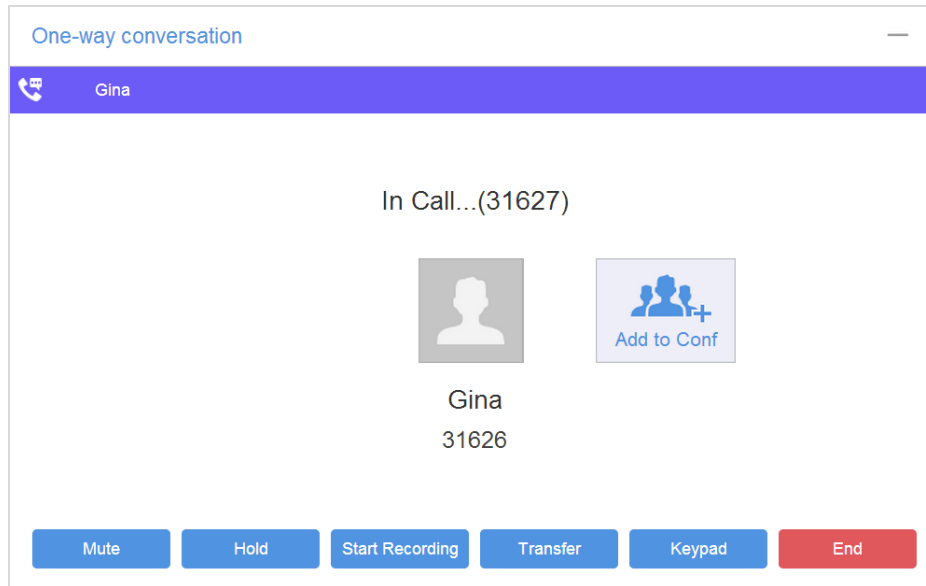 One-way conversation
Gina
In Call...(31627)
Add to Conf
Gina
31626
Mute Hold Start Recording Transfer Keypad End